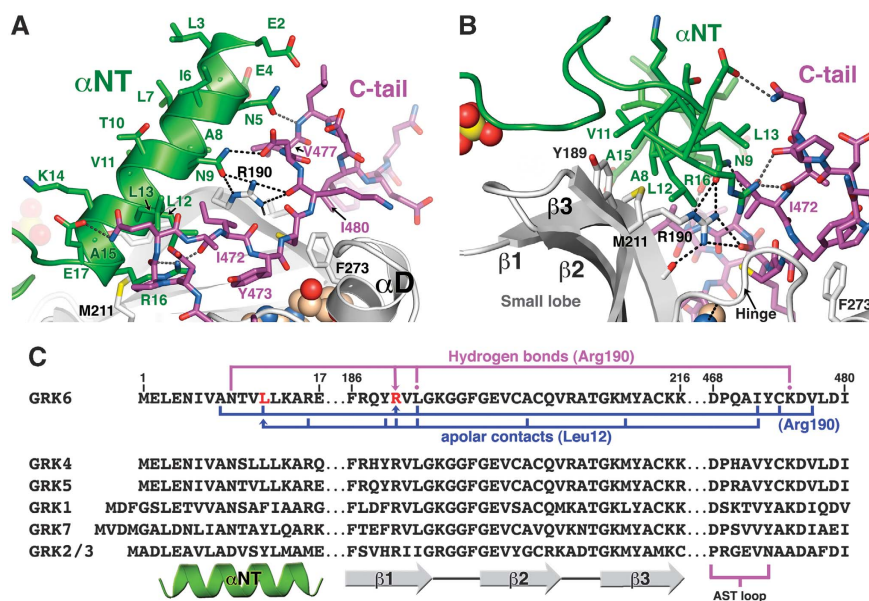 A
L3
E2
αNT
I6
E4
C-tail
L7
N5
T10
A8
V477
V11
N9
R190
K14
L13
L12
I480
A15
I472
F273
E17
Y473
αD
R16
M211
B
αNT
C-tail
V11
L13
Y189
A15
N9
A8
R16
L12
I472
β3
M211
R190
β1
β2
F273
Small lobe
Hinge
C
Hydrogen bonds (Arg190)
1 17 186 216 468 480
GRK6 MELENIVANTVLLKARE...FRQYRVLGKGGFGEVCACQVRATGKMYACKK...DPQAIYCKDVLDI
apolar contacts (Leu12) (Arg190)
GRK4 MELENIVANSLLLKARQ...FRHYRVLGKGGFGEVCACQVRATGKMYACKK...DPHAVYCKDVLDI
GRK5 MELENIVANTVLLKARE...FRQYRVLGKGGFGEVCACQVRATGKMYACKR...DPRAVYCKDVLDI
GRK1 MDFGSLETVVANSAFIAARG...FLDFRVLGRGGFGEVSACQMKATGKLYACKK...DSKTVYAKDIQDV
GRK7 MVDMGALDNLIANTAYLQARK...FTEFRVLGKGGFGEVCAVQVKNTGKMYACKK...DPSVVYAKDIAEI
GRK2/3 MADLEAVLADVSYLMAME...FSVHRIIGRGGFGEVYGCRKADTGKMYAMKC...PRGEVNAADAFDI
αNT β1 β2 β3
AST loop